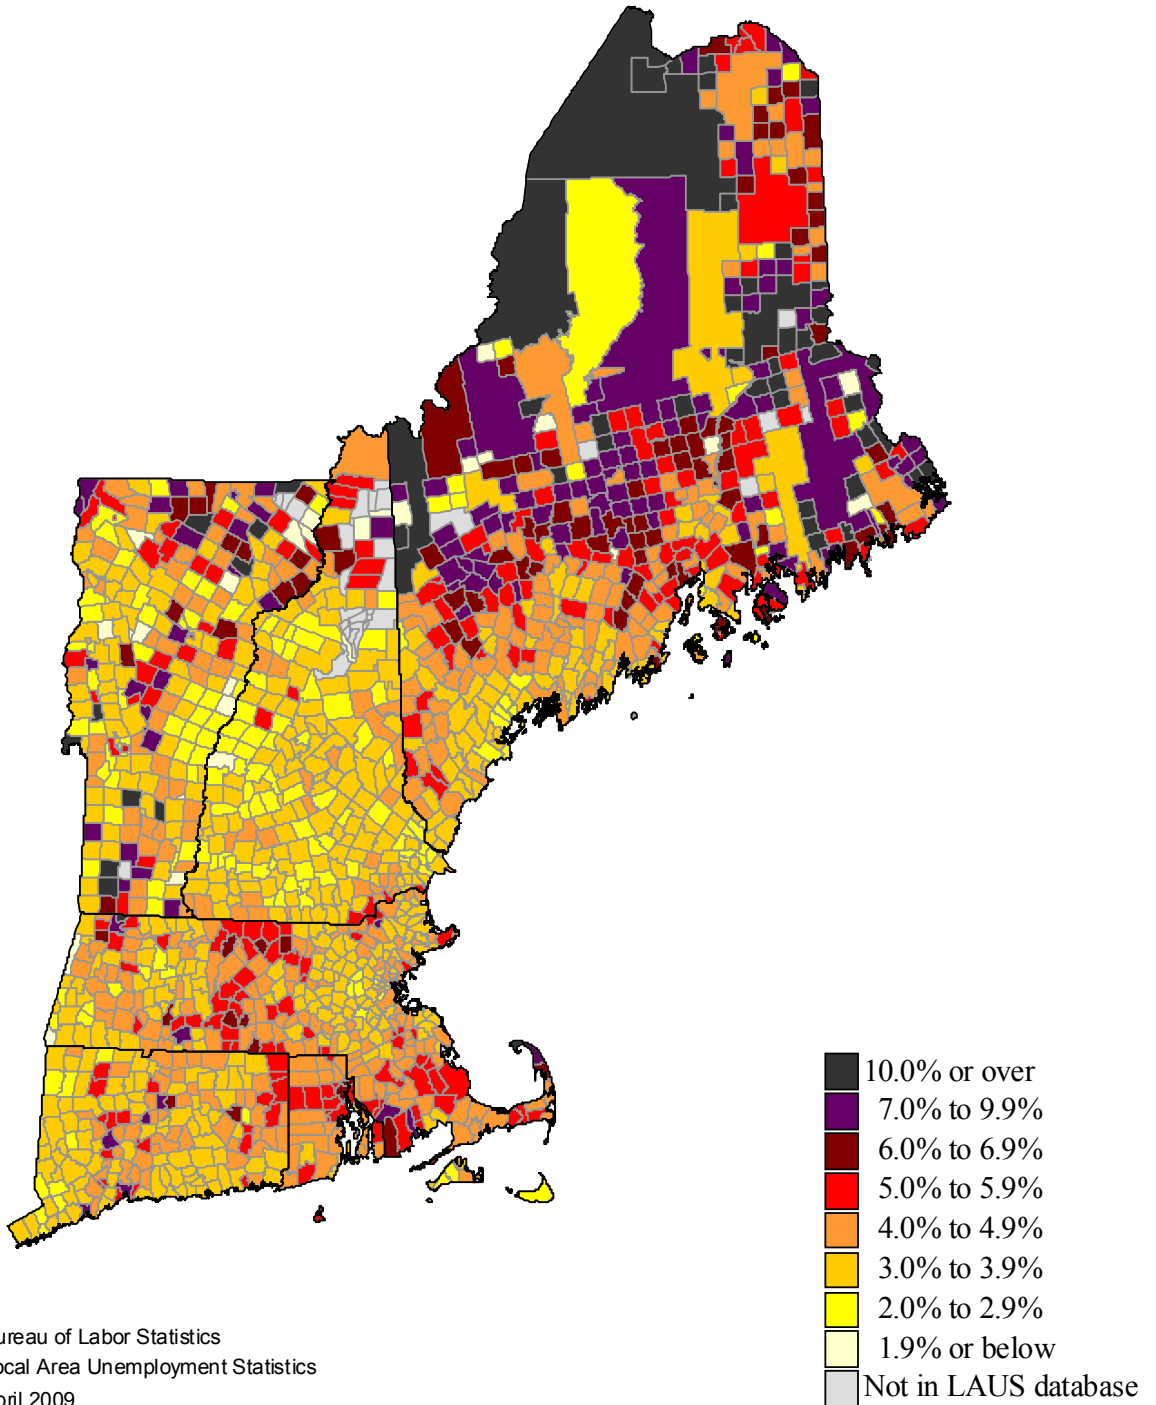 10.0% or over
7.0% to 9.9%
6.0% to 6.9%
5.0% to 5.9%
4.0% to 4.9%
3.0% to 3.9%
2.0% to 2.9%
1.9% or below
Not in LAUS database
ureau of Labor Statistics
ocal Area Unemployment Statistics
pril 2009